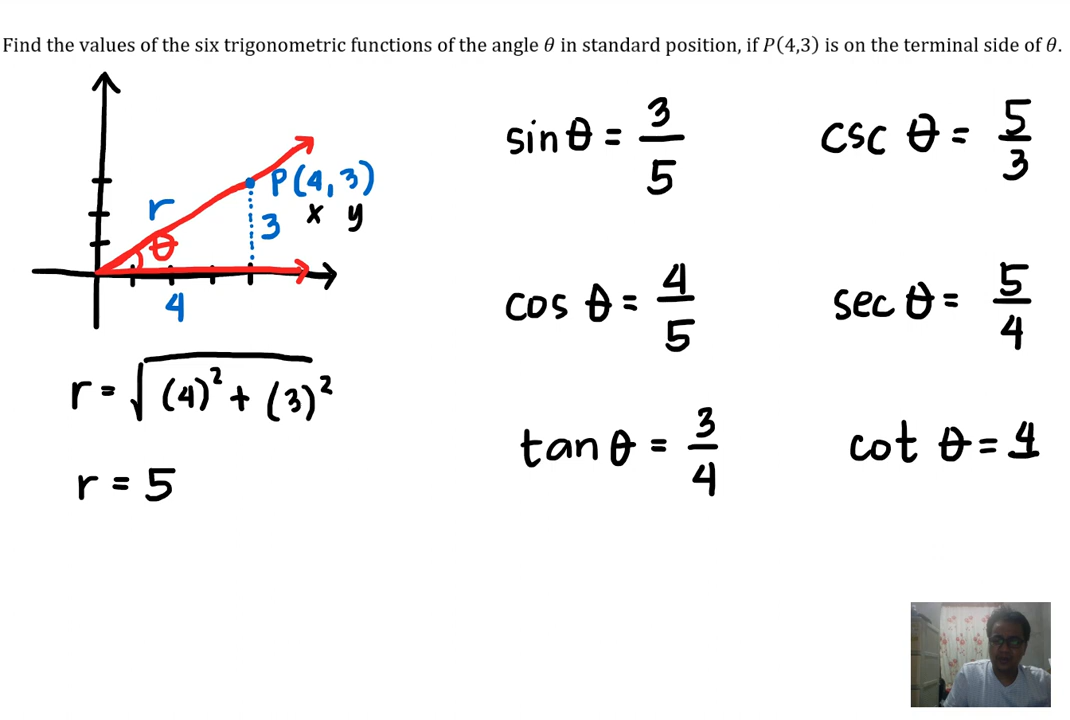 Find the values of the six trigonometric functions of the angle θ in standard position, if P(4,3) is on the terminal side of θ.
r
θ
P(4,3)
x y
3
4
r = √(4)² + (3)²
r = 5
sin θ = 3/5
csc θ = 5/3
cos θ = 4/5
sec θ = 5/4
tan θ = 3/4
cot θ = 4